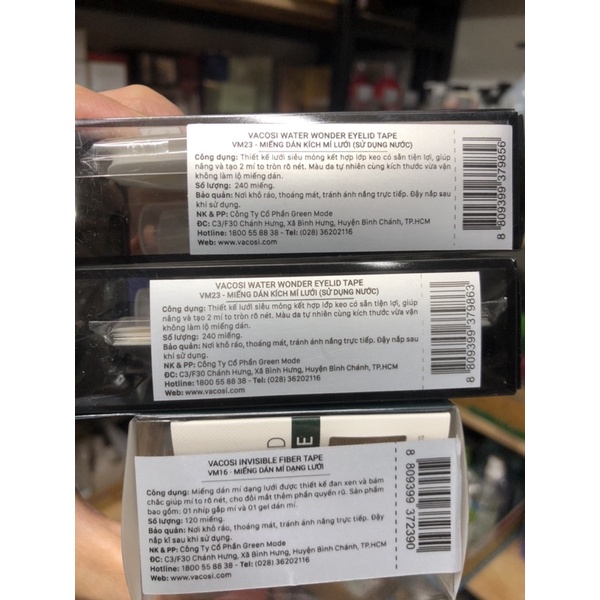 VACOSI WATER WONDER EYELID TAPE
VM23 - MIẾNG DÁN KÍCH MÍ LƯỚI (SỬ DỤNG NƯỚC)
Công dụng: Thiết kế lưới siêu mỏng kết hợp lớp keo có sẵn tiện lợi, giúp
nâng và tạo 2 mí to tròn rõ nét. Màu da tự nhiên cùng kích thước vừa vặn
không làm lộ miếng dán.
Số lượng: 240 miếng.
Bảo quản: Nơi khô ráo, thoáng mát, tránh ánh nắng trực tiếp. Đậy nắp sau
khi sử dụng.
NK & PP: Công Ty Cổ Phần Green Mode
ĐC: C3/F30 Chánh Hưng, Xã Bình Hưng, Huyện Bình Chánh, TP.HCM
Hotline: 1800 55 88 38 - Tel: (028) 36202116
Web: www.vacosi.com
8 809399 379856
VACOSI WATER WONDER EYELID TAPE
VM23 - MIẾNG DÁN KÍCH MÍ LƯỚI (SỬ DỤNG NƯỚC)
Công dụng: Thiết kế lưới siêu mỏng kết hợp lớp keo có sẵn tiện lợi, giúp
nâng và tạo 2 mí to tròn rõ nét. Màu da tự nhiên cùng kích thước vừa vặn
không làm lộ miếng dán.
Số lượng: 240 miếng.
Bảo quản: Nơi khô ráo, thoáng mát, tránh ánh nắng trực tiếp. Đậy nắp sau
khi sử dụng.
NK & PP: Công Ty Cổ Phần Green Mode
ĐC: C3/F30 Chánh Hưng, Xã Bình Hưng, Huyện Bình Chánh, TP.HCM
Hotline: 1800 55 88 38 - Tel: (028) 36202116
Web: www.vacosi.com
8 809399 379863
VACOSI INVISIBLE FIBER TAPE
VM16 - MIẾNG DÁN MÍ DẠNG LƯỚI
Công dụng: Miếng dán mí dạng lưới được thiết kế đan xen và bám
chắc giúp mí to rõ nét, cho đôi mắt thêm phần quyến rũ. Sản phẩm
bao gồm: 01 nhíp gắp mí và 01 gel dán mí.
Số lượng: 120 miếng.
Bảo quản: Nơi khô ráo, thoáng mát, tránh ánh nắng trực tiếp. Đậy
nắp kĩ sau khi sử dụng.
NK & PP: Công Ty Cổ Phần Green Mode
ĐC: C3/F30 Chánh Hưng, Xã Bình Hưng, Huyện Bình Chánh, TP.HCM
Hotline: 1800 55 88 38 - Tel: (028) 36202116
Web: www.vacosi.com
8 809399 372390